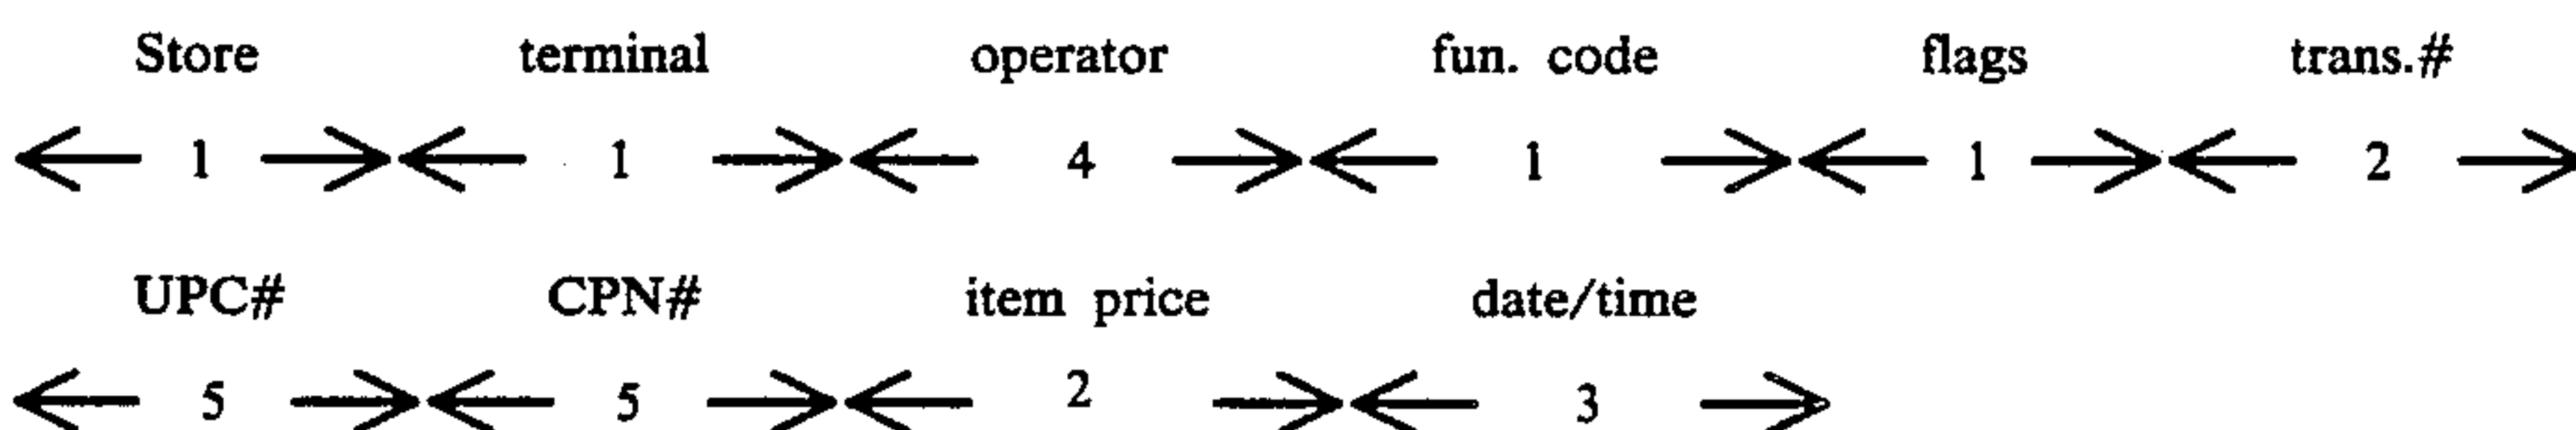 Store terminal operator fun. code flags trans.#
1 1 4 1 1 2
UPC# CPN# item price date/time
5 5 2 3